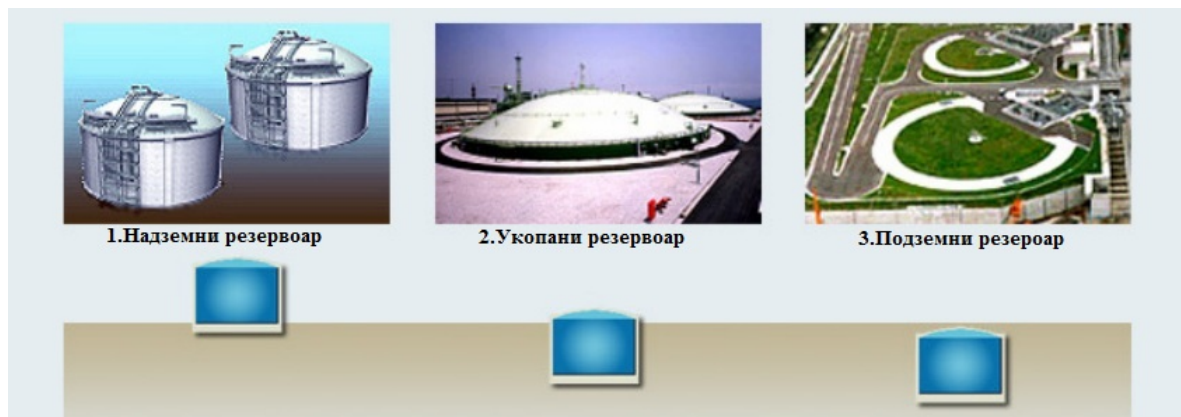 1.Надземни резервоар
2.Укопани резервоар
3.Подземни резероар